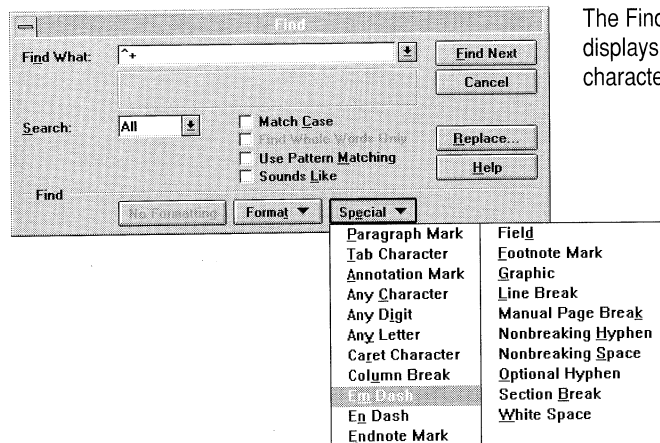 Find
Find What: ^+ Find Next
Cancel
Search: All Match Case
Find Whole Words Only Replace...
Use Pattern Matching
Sounds Like Help
Find
No Formatting Format Special
Paragraph Mark
Tab Character
Annotation Mark
Any Character
Any Digit
Any Letter
Caret Character
Column Break
Em Dash
En Dash
Endnote Mark
Field
Footnote Mark
Graphic
Line Break
Manual Page Break
Nonbreaking Hyphen
Nonbreaking Space
Optional Hyphen
Section Break
White Space
The
displays